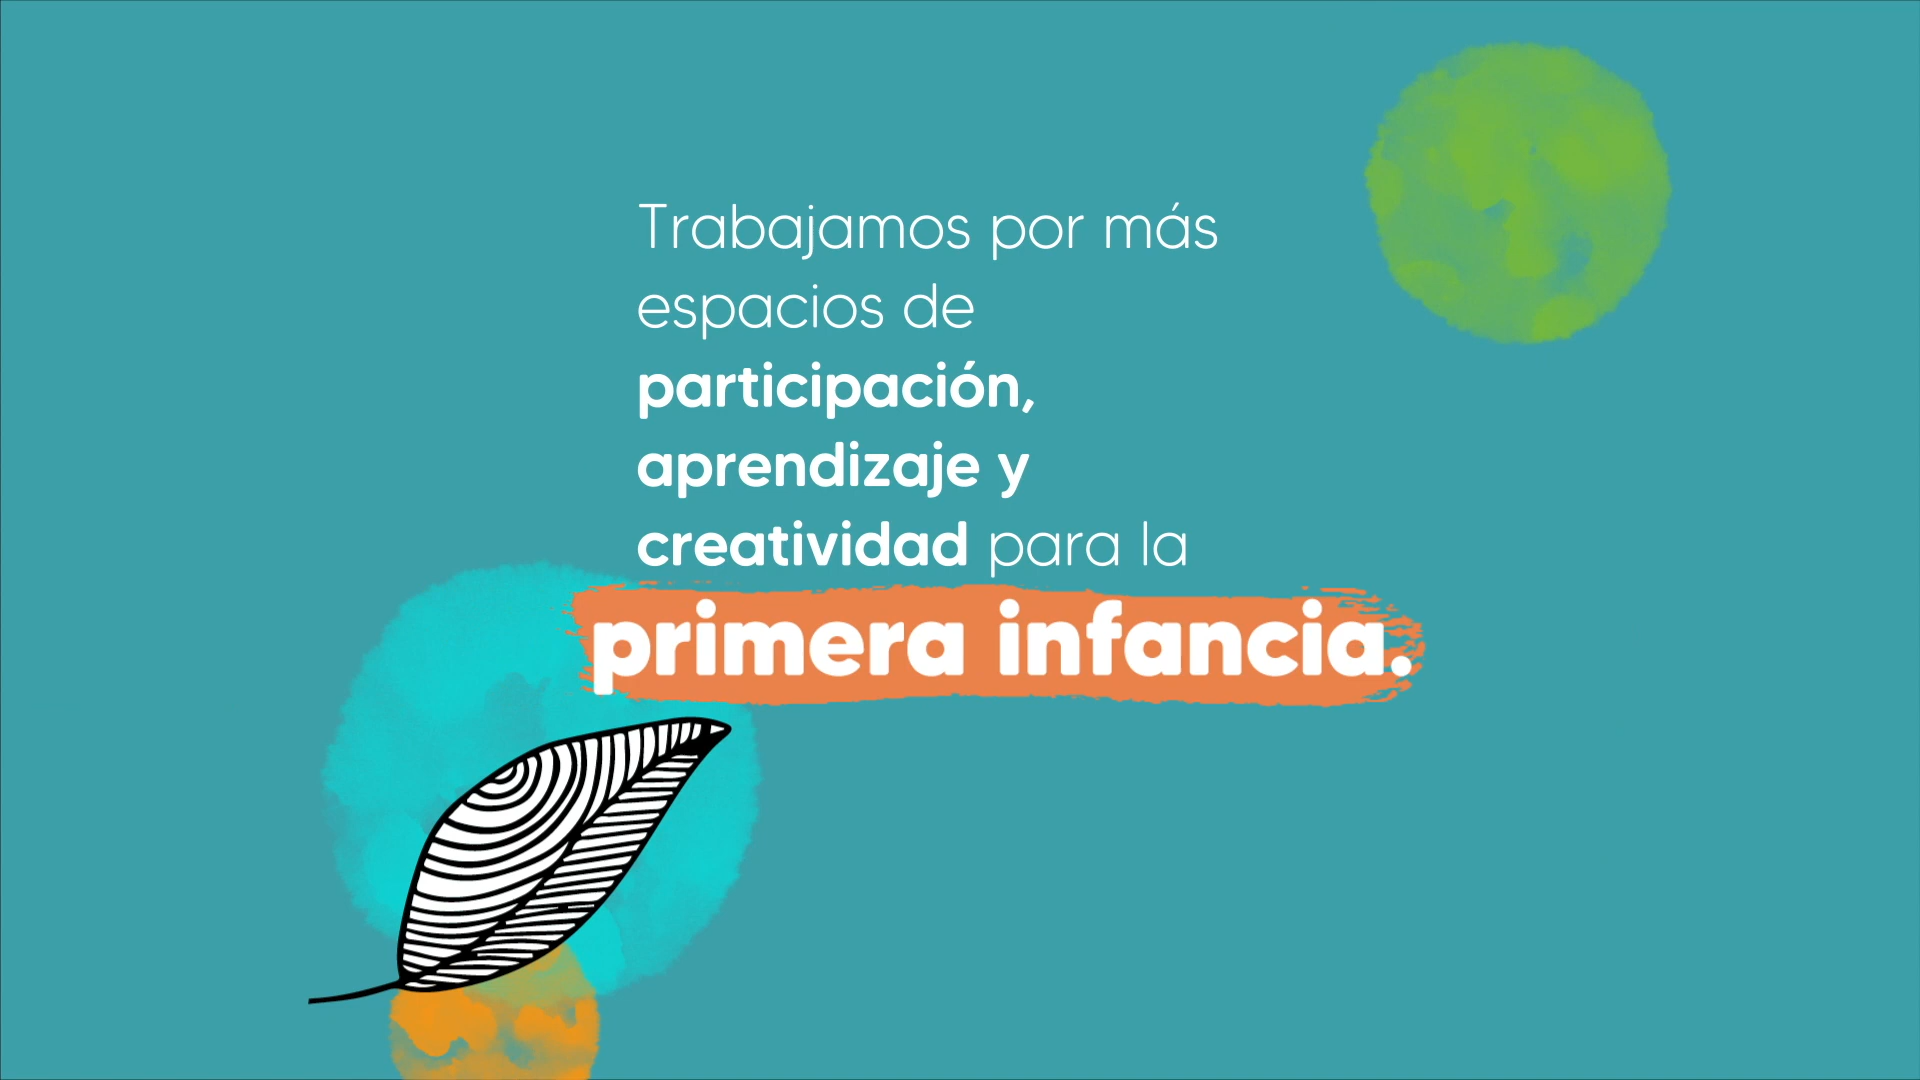 Trabajamos por más
espacios de
participación,
aprendizaje y
creatividad para la
primera infancia.